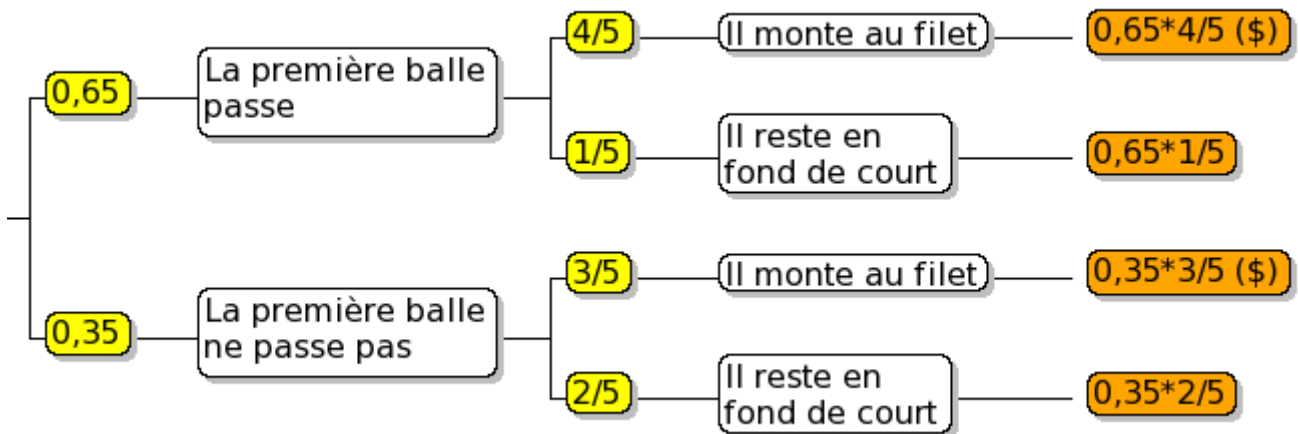 4/5
Il monte au filet
0,65*4/5 ($)
La première balle
passe
0,65
1/5
Il reste en
fond de court
0,65*1/5
3/5
Il monte au filet
0,35*3/5 ($)
La première balle
ne passe pas
0,35
2/5
Il reste en
fond de court
0,35*2/5